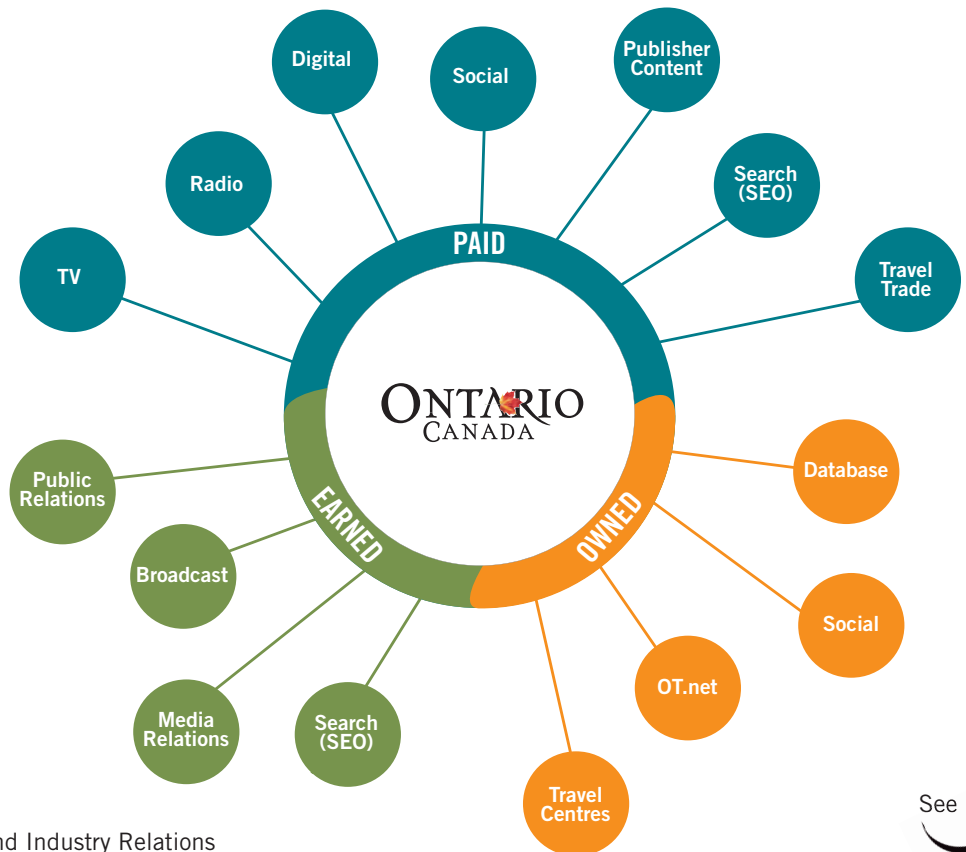 Digital
Social
Publisher
Content
Radio
Search
(SEO)
TV
PAID
Travel
Trade
ONTARIO
CANADA
Public
Relations
EARNED
OWNED
Database
Broadcast
Social
OT.net
Media
Relations
Search
(SEO)
Travel
Centres
See
nd Industry Relations